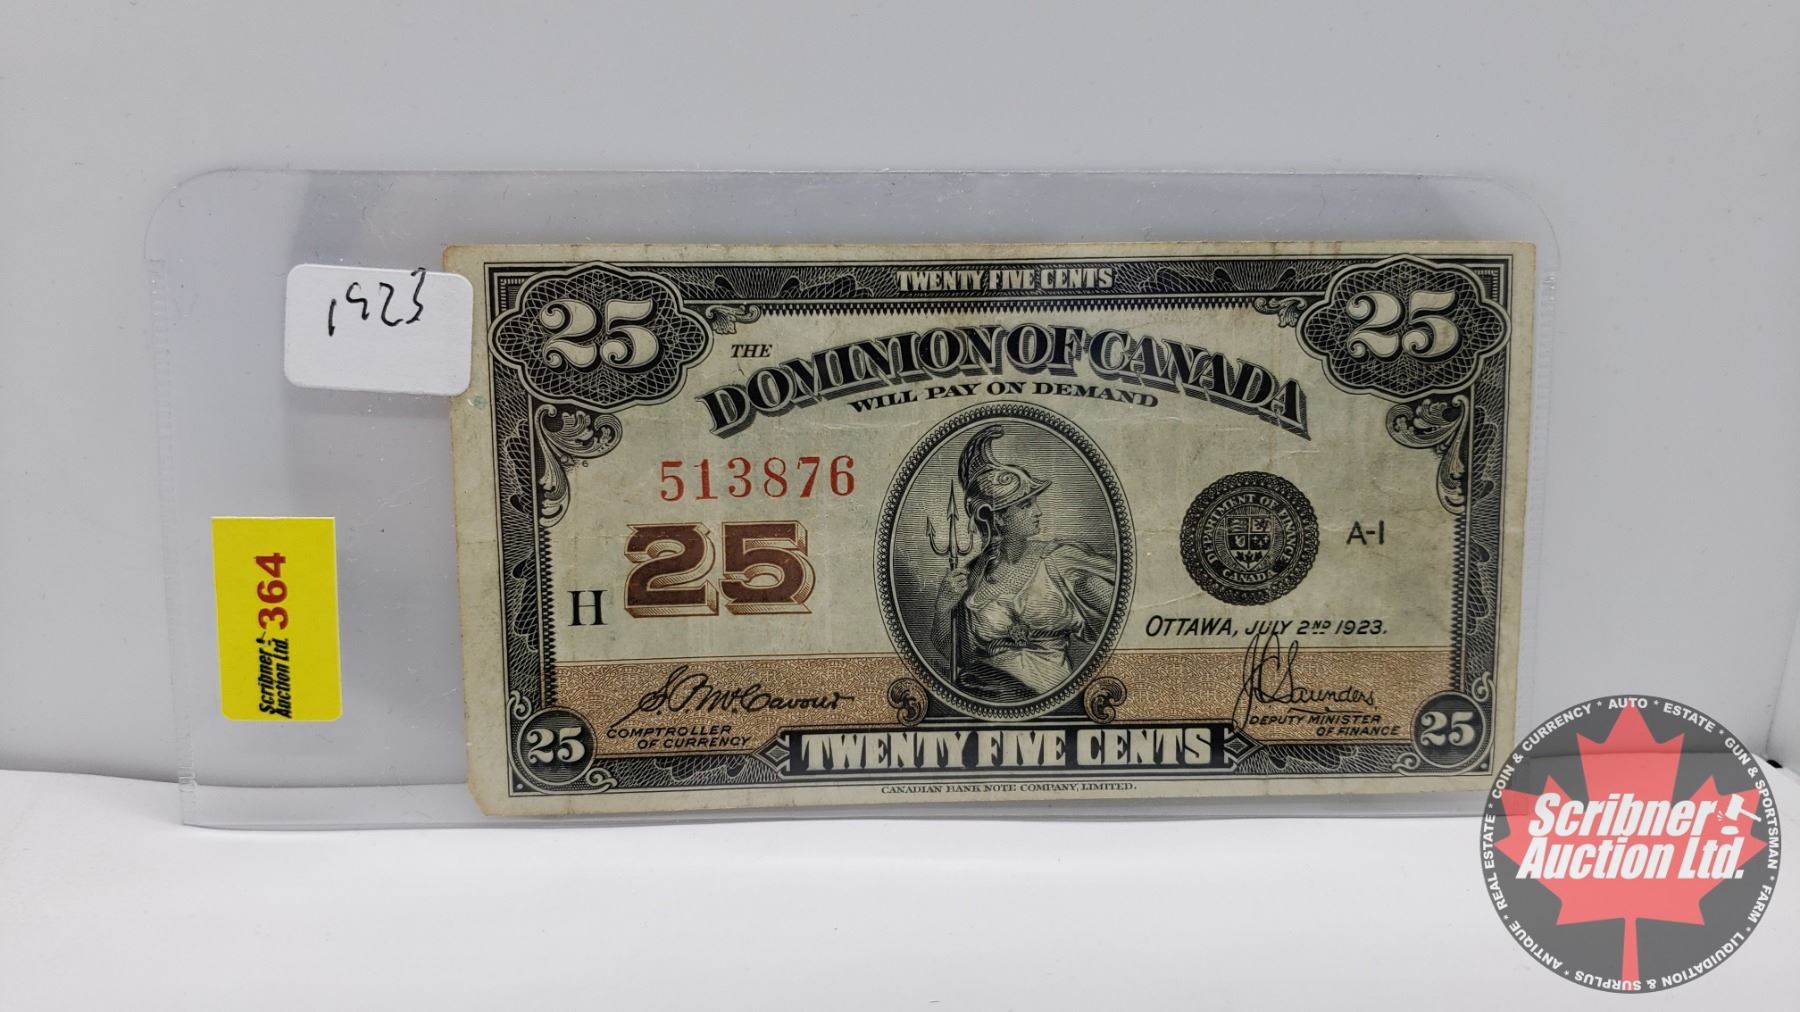 1923
364
Scribner
Auction Ltd.
TWENTY FIVE CENTS
25
25
THE
DOMINION OF CANADA
WILL PAY ON DEMAND
513876
25
H
DEPARTMENT OF FINANCE
CANADA
A-1
OTTAWA, JULY 2ND 1923.
J.C. Saunders
COMPTROLLER
OF CURRENCY
DEPUTY MINISTER
OF FINANCE
25
25
TWENTY FIVE CENTS
CANADIAN BANK NOTE COMPANY, LIMITED.
Scribner
Auction Ltd.
* REAL ESTATE * COIN & CURRENCY * AUTO * ESTATE * GUN & SPORTSMAN * FARM * LIQUIDATION & SURPLUS * ANTIQUE